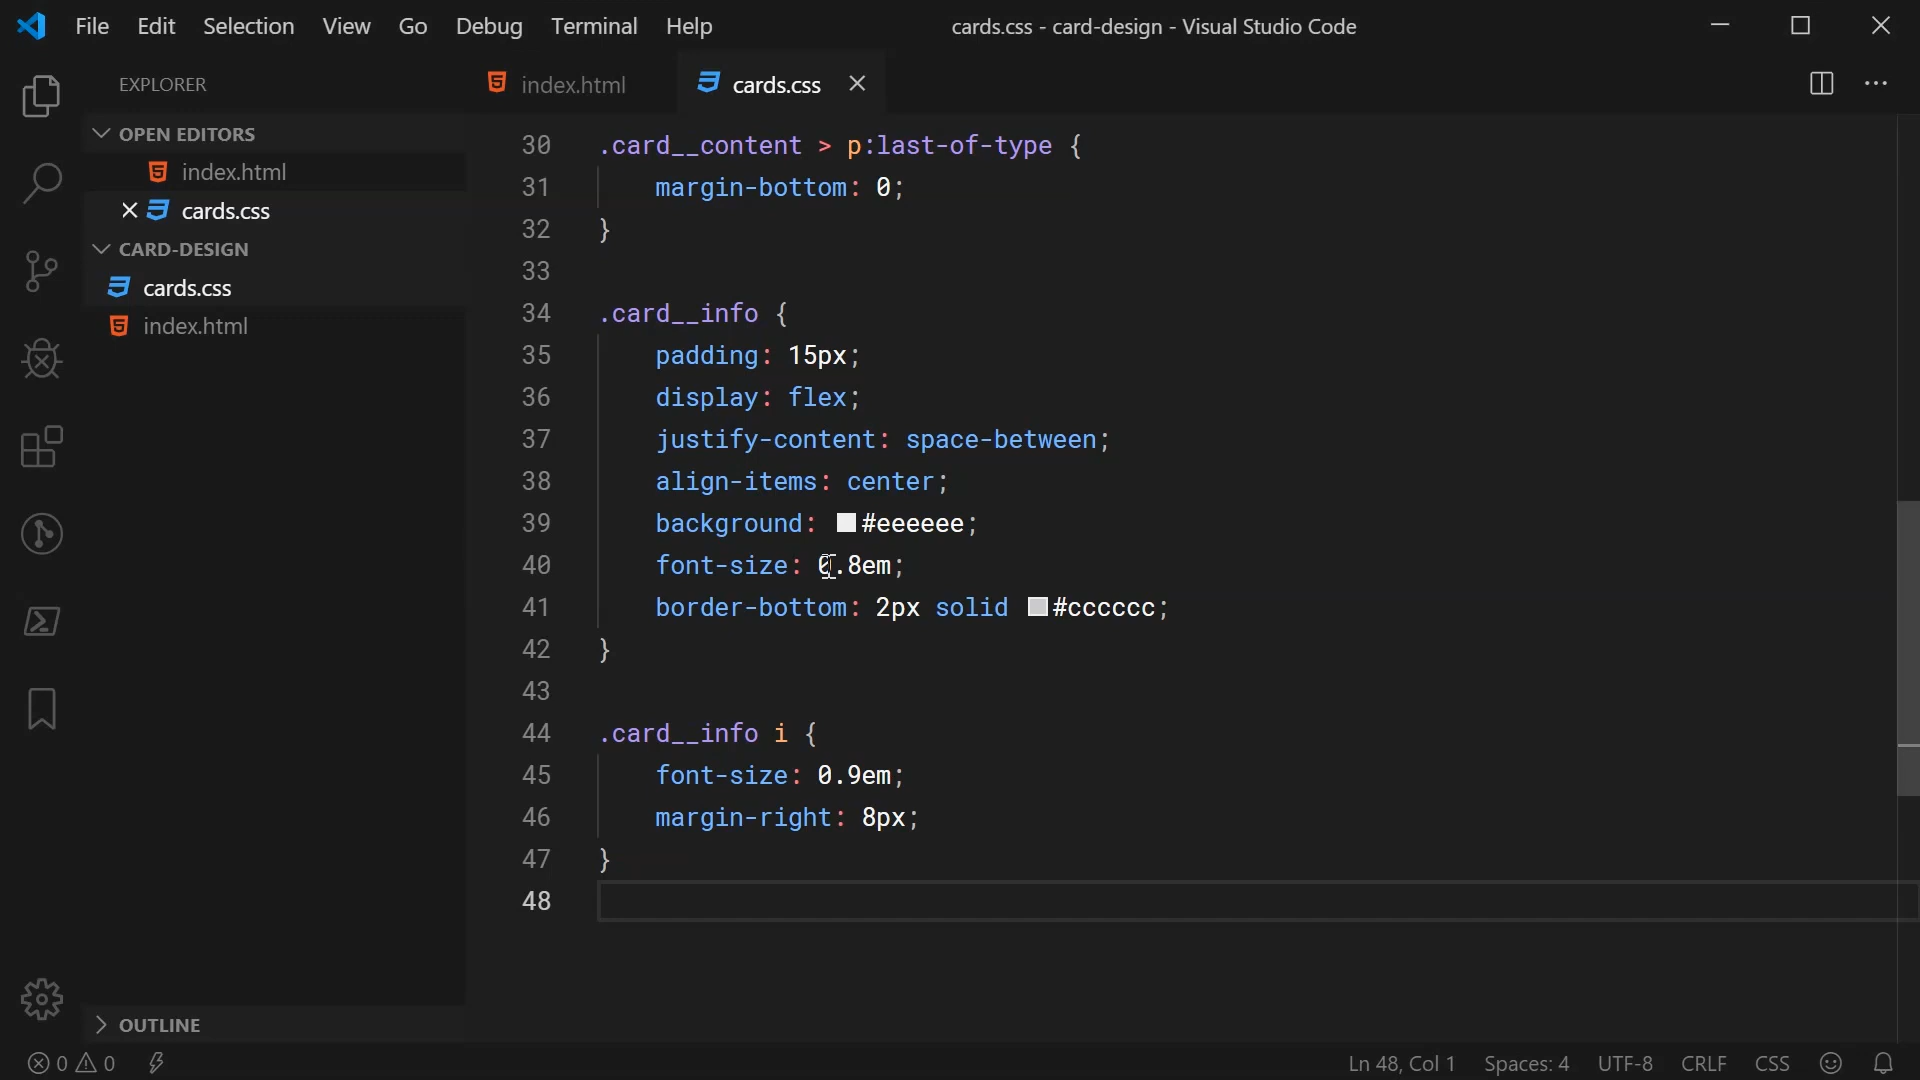 File Edit Selection View Go Debug Terminal Help cards.css - card-design - Visual Studio Code
EXPLORER
OPEN EDITORS
index.html
cards.css
CARD-DESIGN
cards.css
index.html
OUTLINE
index.html cards.css
30 .card__content > p:last-of-type {
31 margin-bottom: 0;
32 }
33
34 .card__info {
35 padding: 15px;
36 display: flex;
37 justify-content: space-between;
38 align-items: center;
39 background: #eeeeee;
40 font-size: 0.8em;
41 border-bottom: 2px solid #cccccc;
42 }
43
44 .card__info i {
45 font-size: 0.9em;
46 margin-right: 8px;
47 }
48
0 0 Ln 48, Col 1 Spaces: 4 UTF-8 CRLF CSS